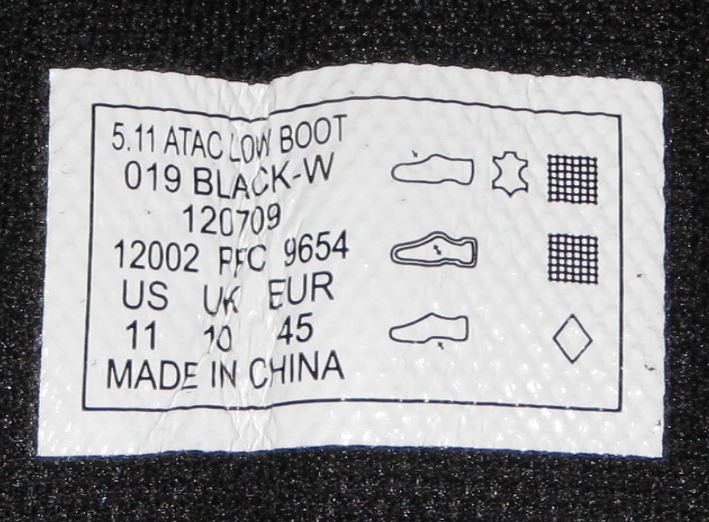 5.11 ATAC LOW BOOT
019 BLACK-W
120709
12002 PFC 9654
US UK EUR
11 10 45
MADE IN CHINA